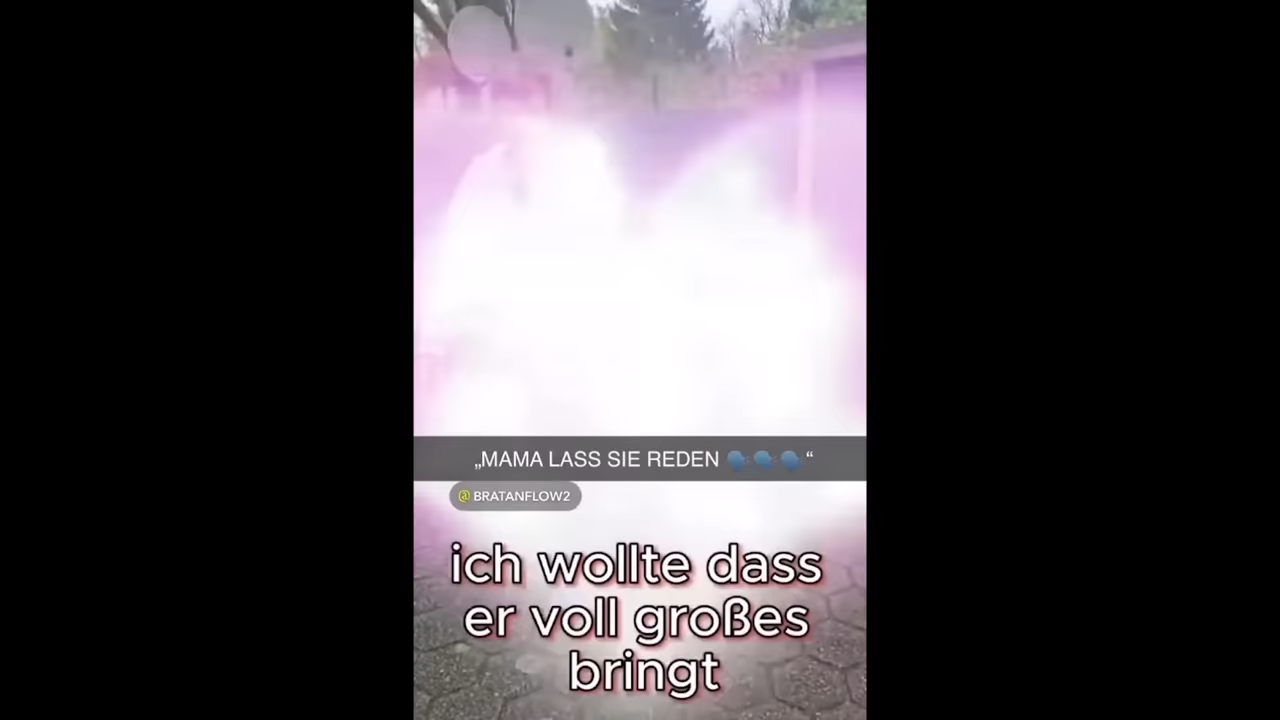 „MAMA LASS SIE REDEN 🗣️🗣️🗣️“
@BRATANFLOW2
ich wollte dass
er voll großes
bringt